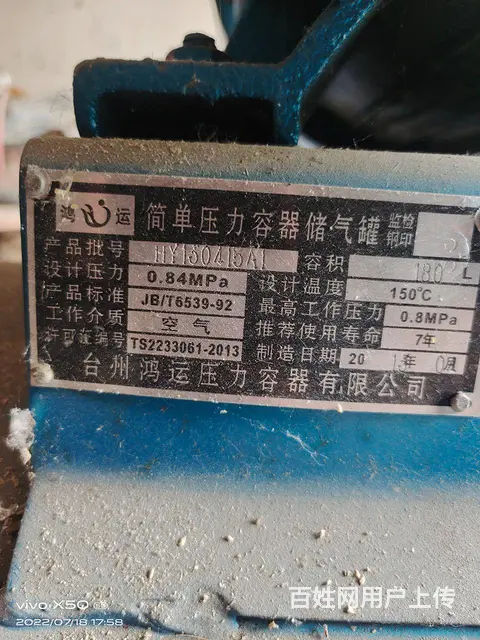 鸿运 简单压力容器储气罐 监检钢印
产品批号 HY130415A1 容积 180 L
设计压力 0.84MPa 设计温度 150℃
产品标准 JB/T6539-92 最高工作压力 0.8MPa
工作介质 空气 推荐使用寿命 7年
许可证编号 TS2233061-2013 制造日期 20 13年 月
台州鸿运压力容器有限公司
vivo X50
2022/07/18 17:58
百姓网用户上传